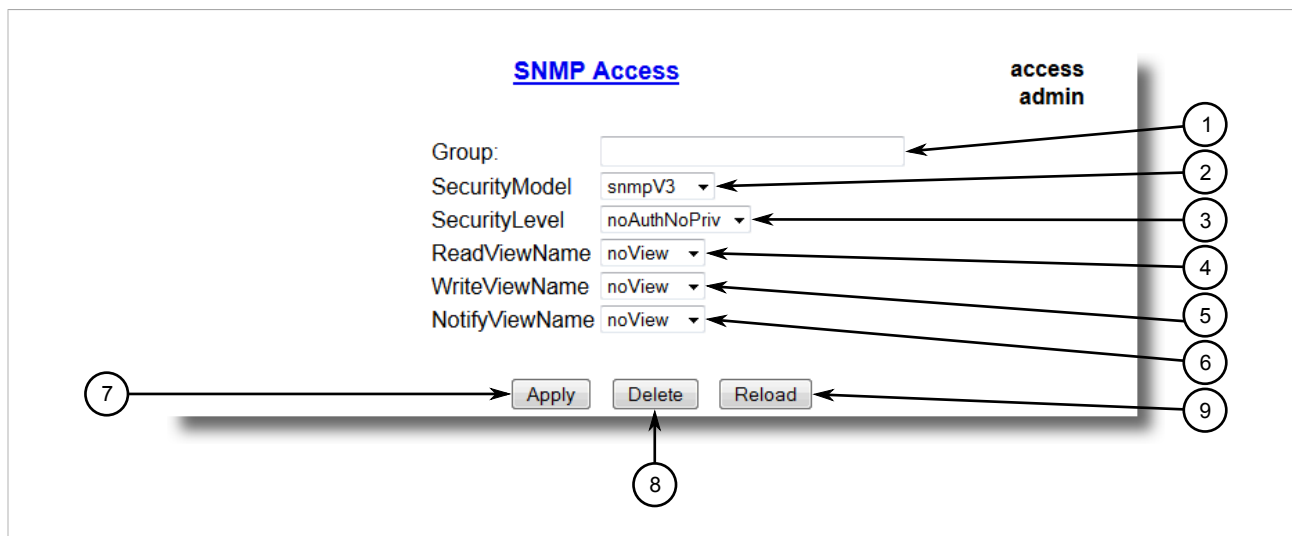 SNMP Access
access
admin
1
Group:
2
SecurityModel snmpV3
3
SecurityLevel noAuthNoPriv
4
ReadViewName noView
5
WriteViewName noView
6
NotifyViewName noView
7
Apply Delete Reload
9
8